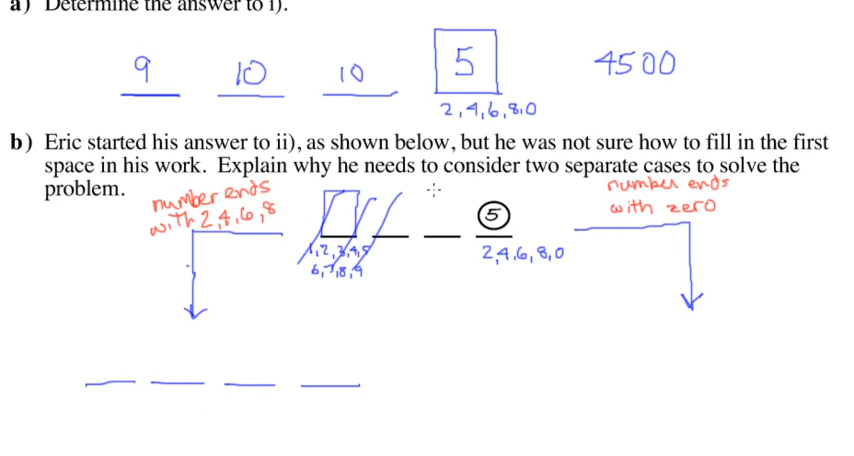 a) Determine the answer to i).
9 10 10 5 4500
2,4,6,8,0
b) Eric started his answer to ii), as shown below, but he was not sure how to fill in the first
space in his work. Explain why he needs to consider two separate cases to solve the
problem.
number ends
with 2,4,6,8
number ends
with zero
5
1,2,3,4,5
6,7,8,9
2,4,6,8,0